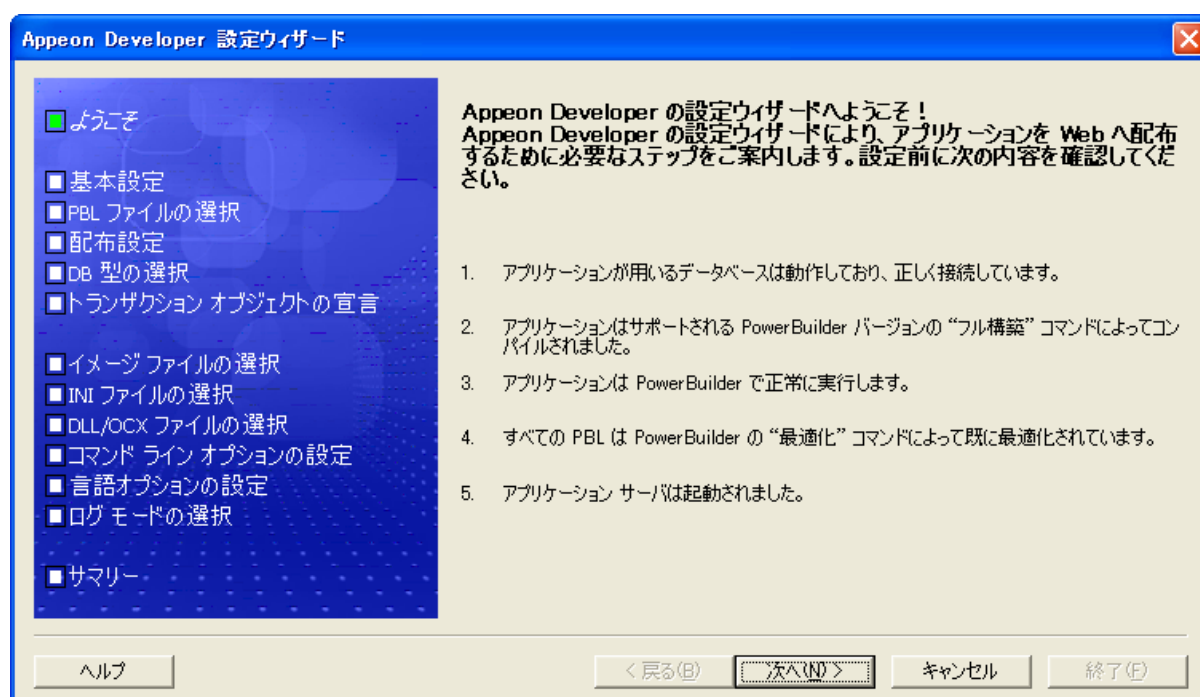 Appeon Developer 設定ウィザード
ようこそ
基本設定
PBL ファイルの選択
配布設定
DB 型の選択
トランザクション オブジェクトの宣言
イメージ ファイルの選択
INI ファイルの選択
DLL/OCX ファイルの選択
コマンド ライン オプションの設定
言語オプションの設定
ログ モードの選択
サマリー
Appeon Developer の設定ウィザードへようこそ！
Appeon Developer の設定ウィザードにより、アプリケーションを Web へ配布
するために必要なステップをご案内します。設定前に次の内容を確認してくだ
さい。
1. アプリケーションが用いるデータベースは動作しており、正しく接続しています。
2. アプリケーションはサポートされる PowerBuilder バージョンの “フル構築” コマンドによってコン
パイルされました。
3. アプリケーションは PowerBuilder で正常に実行します。
4. すべての PBL は PowerBuilder の “最適化” コマンドによって既に最適化されています。
5. アプリケーション サーバは起動されました。
ヘルプ
< 戻る(B)
次へ(N) >
キャンセル
終了(F)